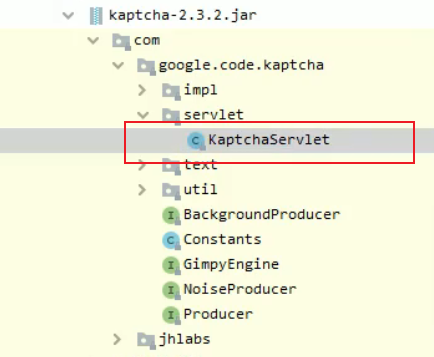 kaptcha-2.3.2.jar
com
google.code.kaptcha
impl
servlet
KaptchaServlet
text
util
BackgroundProducer
Constants
GimpyEngine
NoiseProducer
Producer
jhlabs